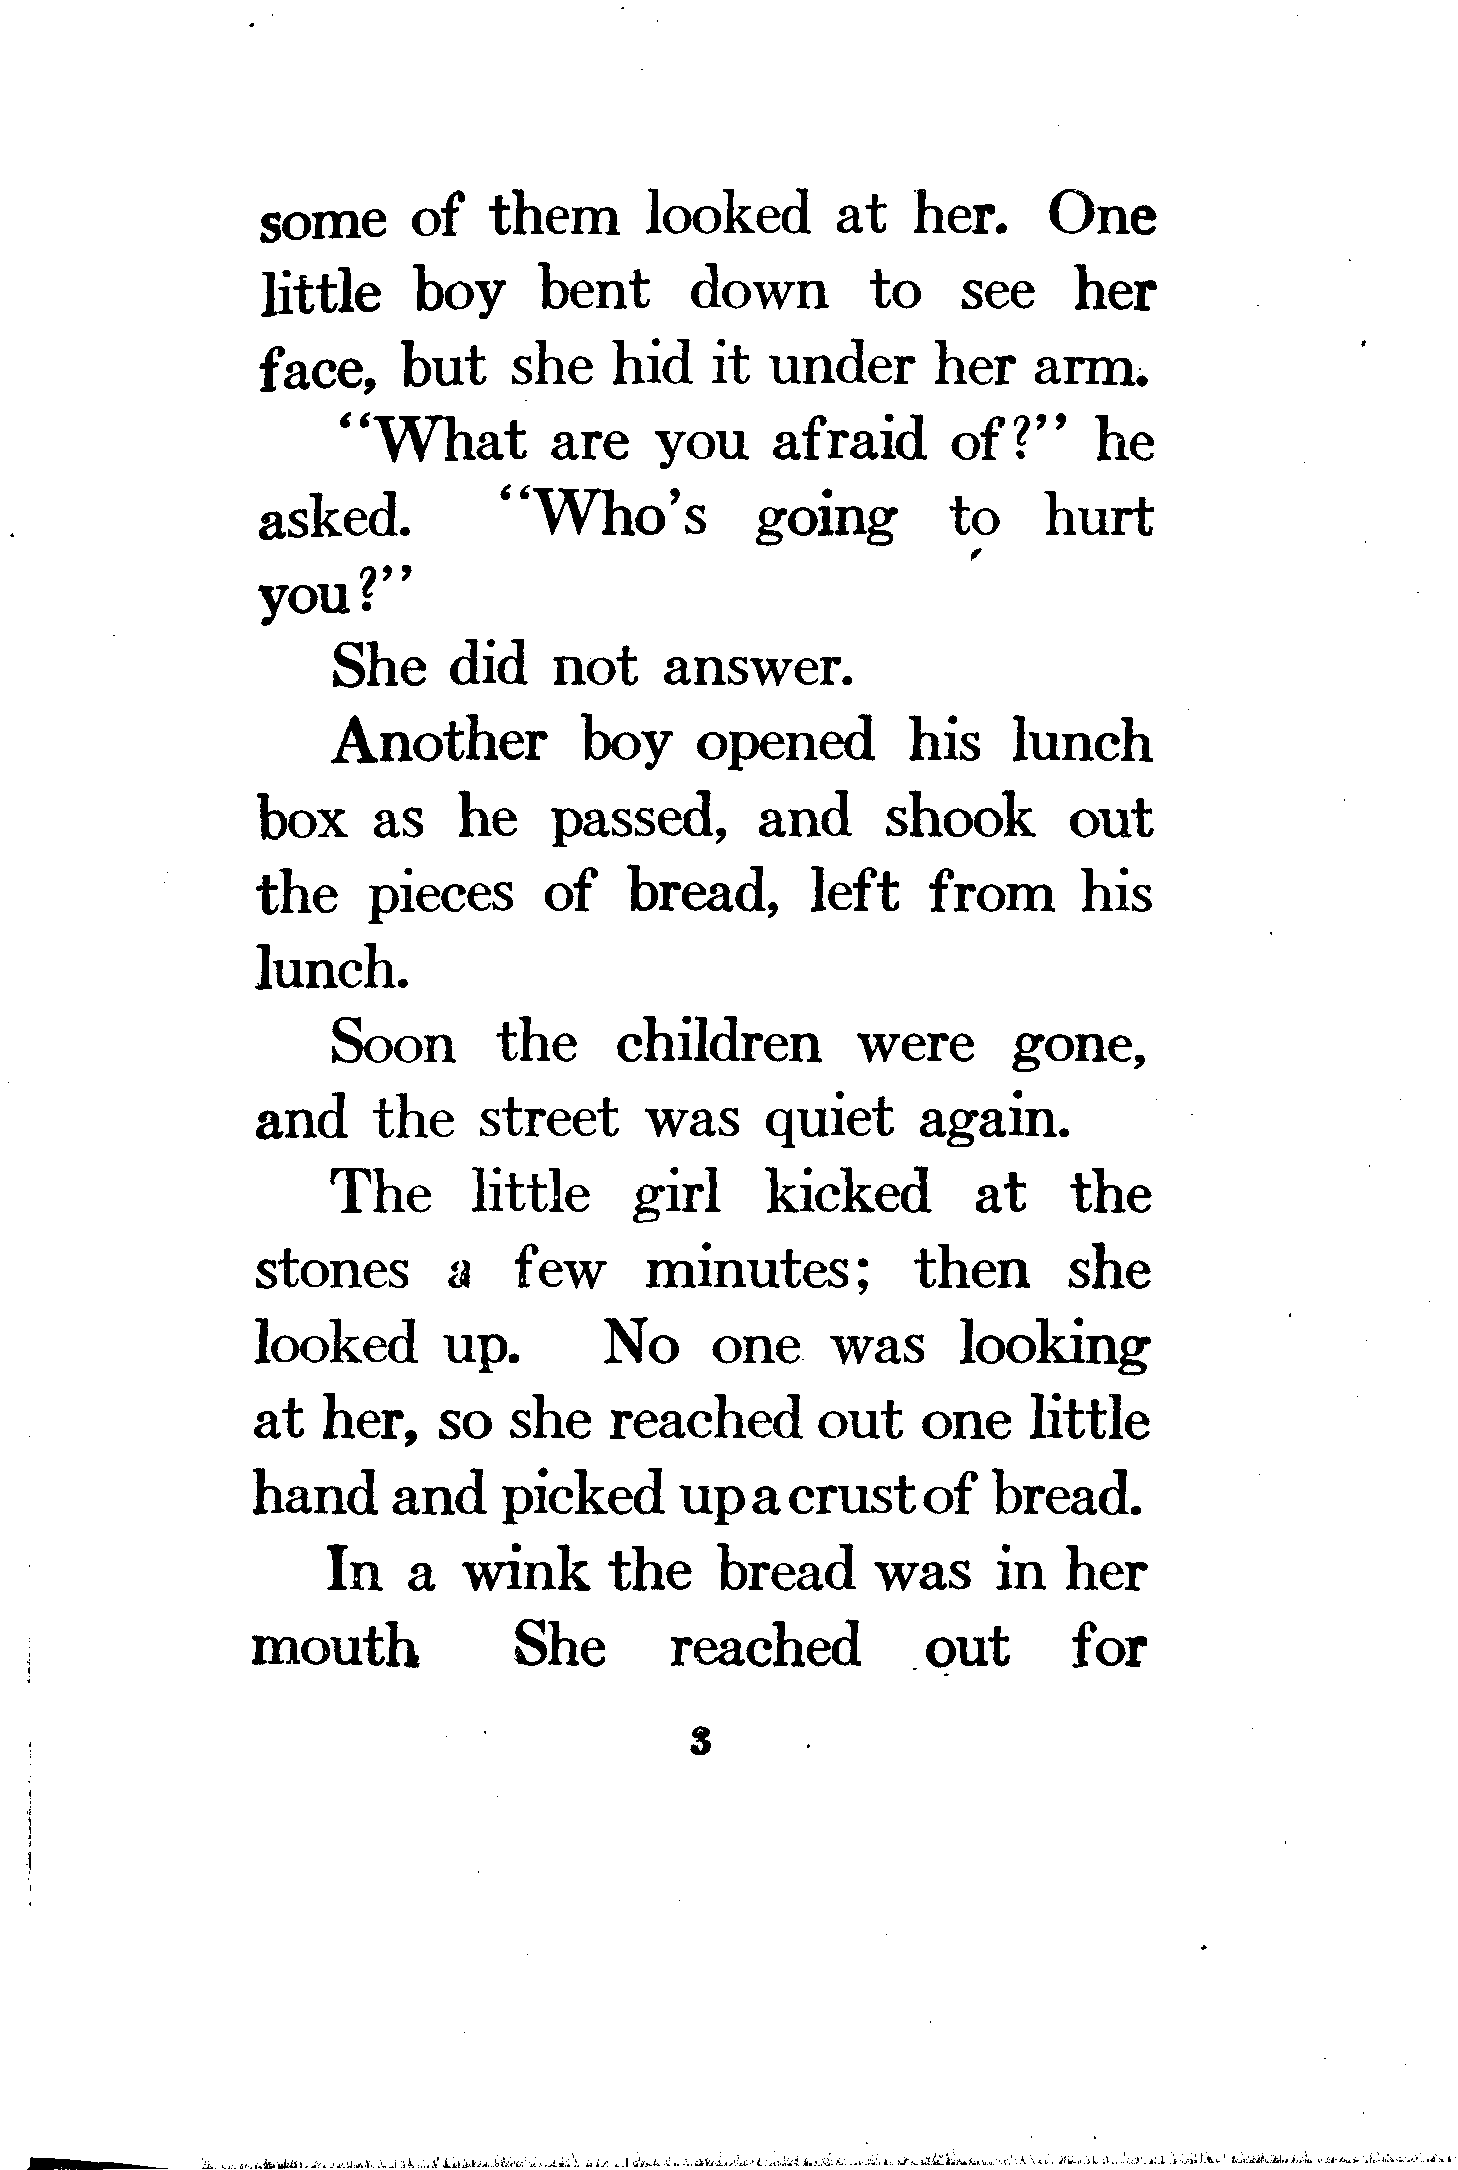 some of them looked at her. One
little boy bent down to see her
face, but she hid it under her arm.
"What are you afraid of?" he
asked. "Who's going to hurt
you?"
She did not answer.
Another boy opened his lunch
box as he passed, and shook out
the pieces of bread, left from his
lunch.
Soon the children were gone,
and the street was quiet again.
The little girl kicked at the
stones a few minutes; then she
looked up. No one was looking
at her, so she reached out one little
hand and picked up a crust of bread.
In a wink the bread was in her
mouth She reached out for
3